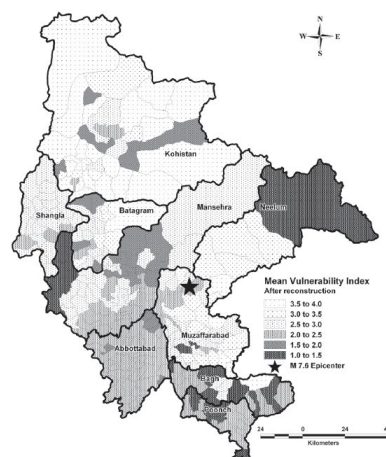 N
W E
S
Kohistan
Shangla
Batagram
Mansehra
Neelum
Mean Vulnerability Index
After reconstruction
3.5 to 4.0
3.0 to 3.5
2.5 to 3.0
2.0 to 2.5
1.5 to 2.0
1.0 to 1.5
M 7.6 Epicenter
Muzaffarabad
Abbottabad
Bagh
Poonch
24 0 24
Kilometers